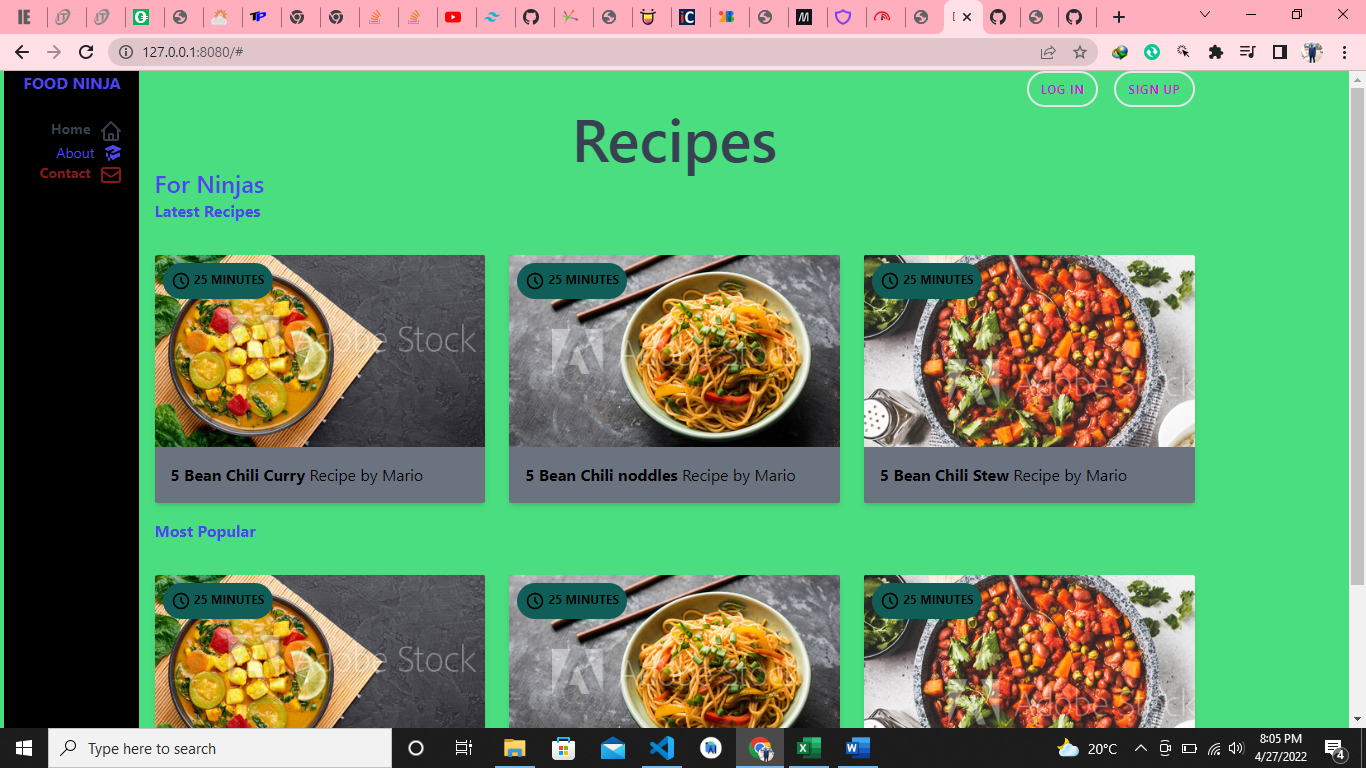 127.0.0.1:8080/#
FOOD NINJA
LOG IN
SIGN UP
Home
About
Contact
Recipes
For Ninjas
Latest Recipes
25 MINUTES
25 MINUTES
25 MINUTES
Adobe Stock
Adobe Stock
Adobe Stock
5 Bean Chili Curry Recipe by Mario
5 Bean Chili noddles Recipe by Mario
5 Bean Chili Stew Recipe by Mario
Most Popular
25 MINUTES
25 MINUTES
25 MINUTES
Adobe Stock
Adobe Stock
Adobe Stock
Type here to search
20°C
8:05 PM
4/27/2022
4